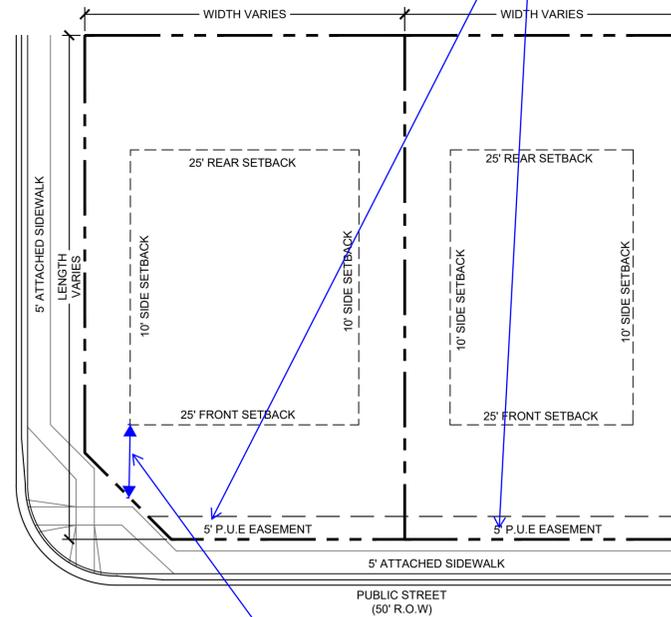 WIDTH VARIES
WIDTH VARIES
25' REAR SETBACK
25' REAR SETBACK
5' ATTACHED SIDEWALK
LENGTH
VARIES
10' SIDE SETBACK
10' SIDE SETBACK
10' SIDE SETBACK
10' SIDE SETBACK
25' FRONT SETBACK
25' FRONT SETBACK
5' P.U.E EASEMENT
5' P.U.E EASEMENT
5' ATTACHED SIDEWALK
PUBLIC STREET
(50' R.O.W)